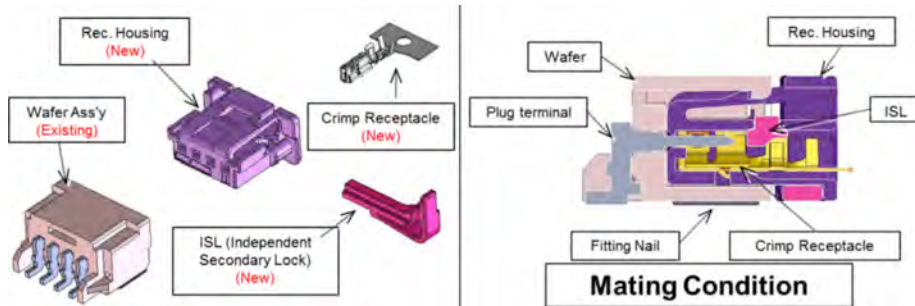 Rec. Housing
(New)
Crimp Receptacle
(New)
Wafer Ass'y
(Existing)
ISL (Independent
Secondary Lock)
(New)
Wafer
Rec. Housing
Plug terminal
ISL
Fitting Nail
Crimp Receptacle
Mating Condition